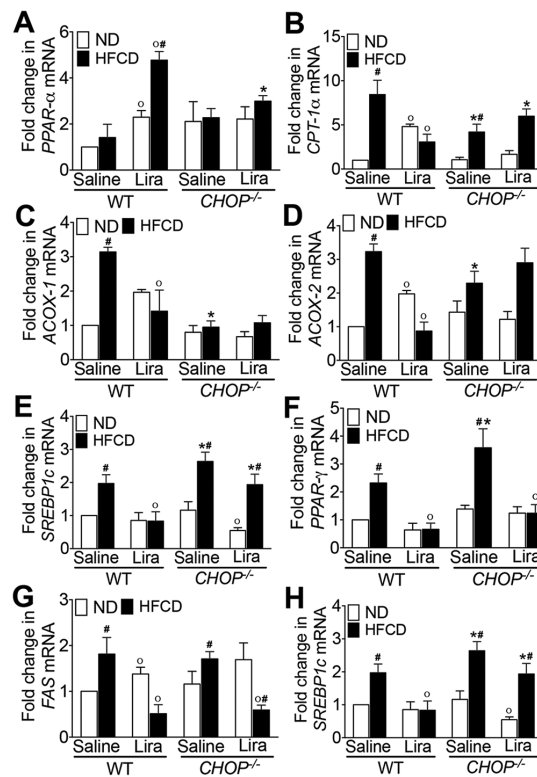 A
ND
HFCD
Fold change in
PPAR-α mRNA
6
4
2
0
o
o#
*
Saline Lira Saline Lira
WT CHOP-/-
B
ND
HFCD
Fold change in
CPT-1α mRNA
15
10
5
0
#
o
o
*#
*
Saline Lira Saline Lira
WT CHOP-/-
C
ND HFCD
Fold change in
ACOX-1 mRNA
4
3
2
1
0
#
o
*
Saline Lira Saline Lira
WT CHOP-/-
D
ND HFCD
Fold change in
ACOX-2 mRNA
4
3
2
1
0
#
o
o
*
Saline Lira Saline Lira
WT CHOP-/-
E
ND
HFCD
Fold change in
SREBP1c mRNA
4
3
2
1
0
#
o
*#
o
*#
Saline Lira Saline Lira
WT CHOP-/-
F
ND
HFCD
Fold change in
PPAR-γ mRNA
5
4
3
2
1
0
#
o
#*
o
Saline Lira Saline Lira
WT CHOP-/-
G
ND HFCD
Fold change in
FAS mRNA
3
2
1
0
#
o
#
o#
Saline Lira Saline Lira
WT CHOP-/-
H
ND
HFCD
Fold change in
SREBP1c mRNA
4
3
2
1
0
#
o
*#
o
*#
Saline Lira Saline Lira
WT CHOP-/-